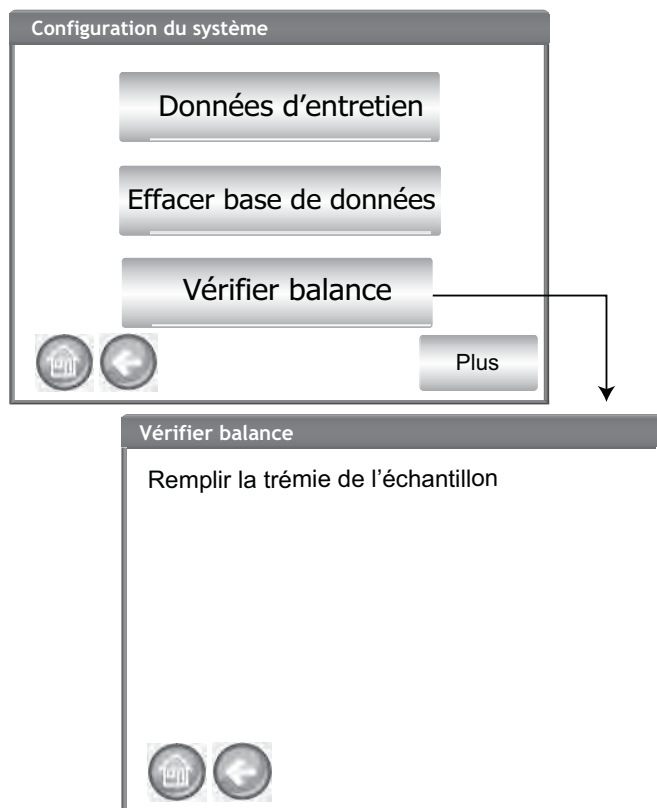 Configuration du système
Données d’entretien
Effacer base de données
Vérifier balance
Plus
Vérifier balance
Remplir la trémie de l’échantillon